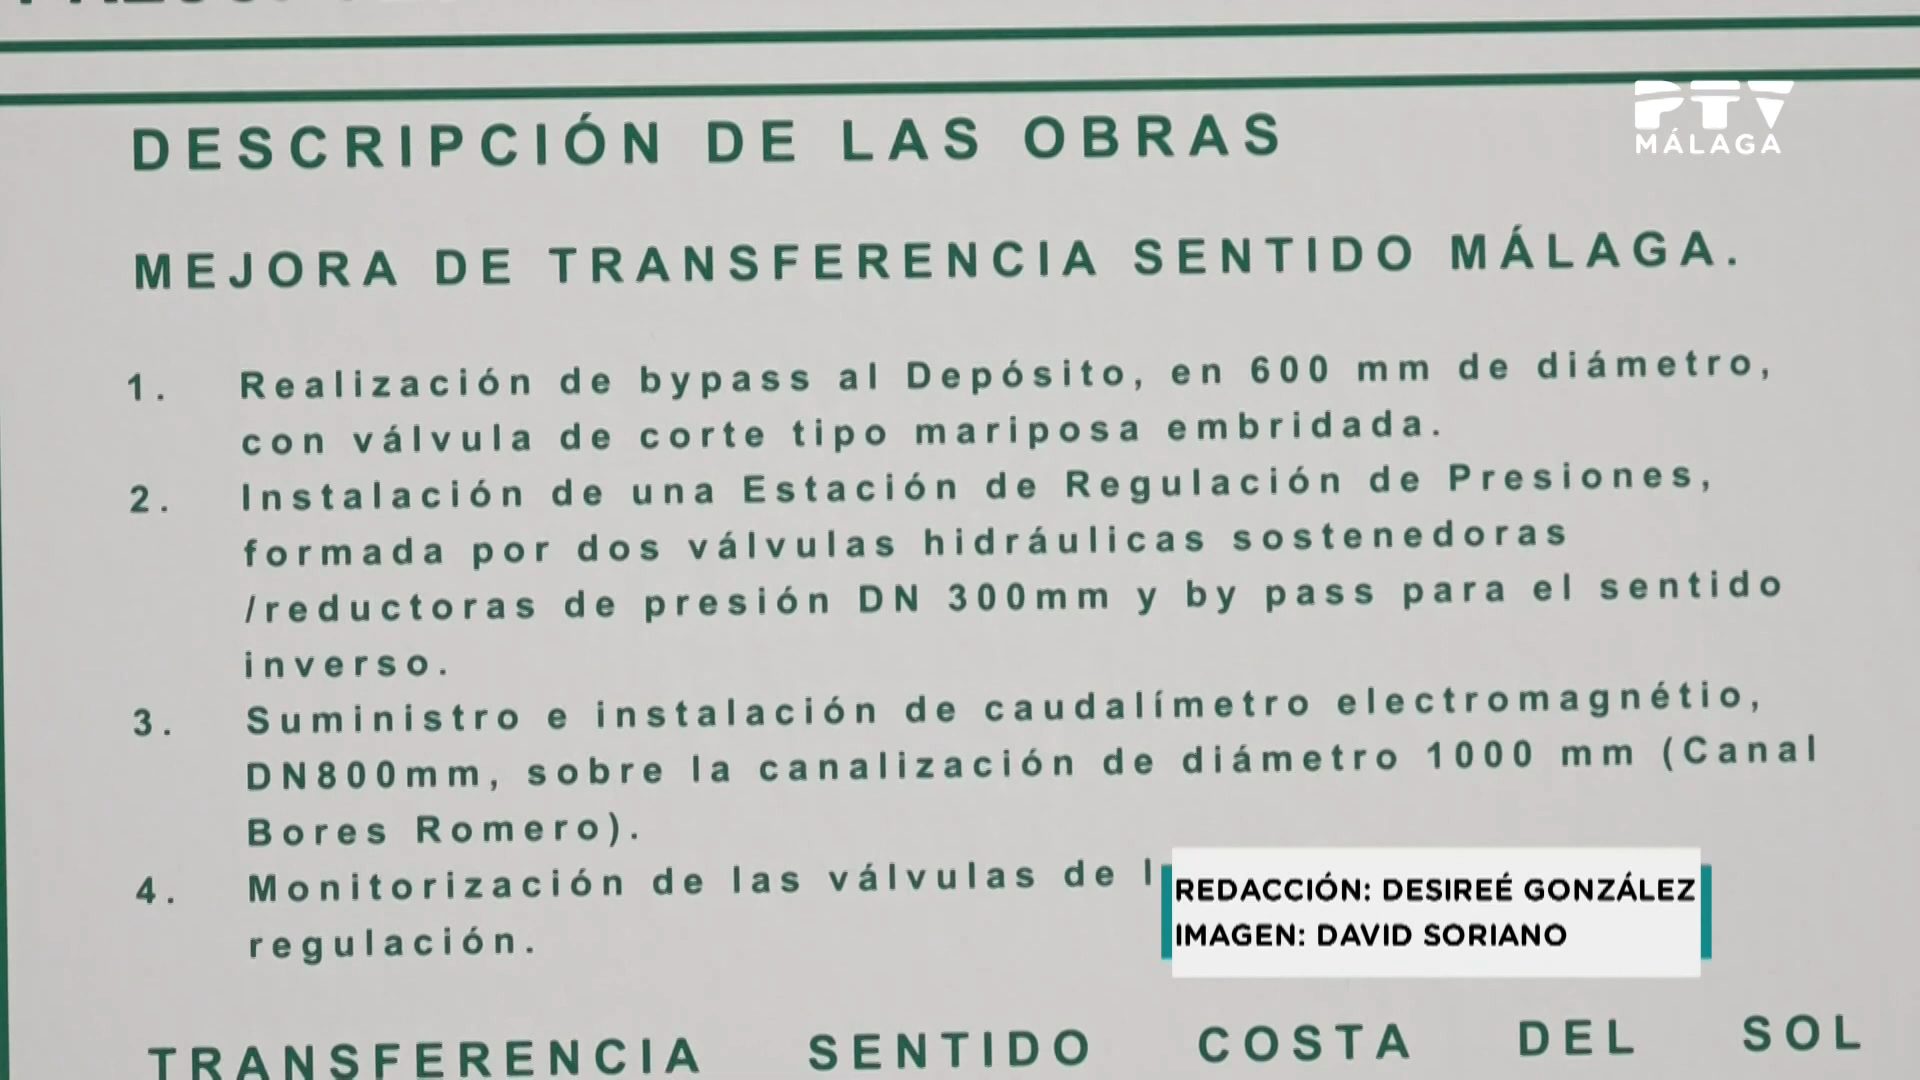 DESCRIPCIÓN DE LAS OBRAS
PTV
MÁLAGA
MEJORA DE TRANSFERENCIA SENTIDO MÁLAGA.
1. Realización de bypass al Depósito, en 600 mm de diámetro,
con válvula de corte tipo mariposa embridada.
2. Instalación de una Estación de Regulación de Presiones,
formada por dos válvulas hidráulicas sostenedoras
/reductoras de presión DN 300mm y by pass para el sentido
inverso.
3. Suministro e instalación de caudalímetro electromagnétio,
DN800mm, sobre la canalización de diámetro 1000 mm (Canal
Bores Romero).
4. Monitorización de las válvulas de
regulación.
REDACCIÓN: DESIREÉ GONZÁLEZ
IMAGEN: DAVID SORIANO
TRANSFERENCIA SENTIDO COSTA DEL SOL